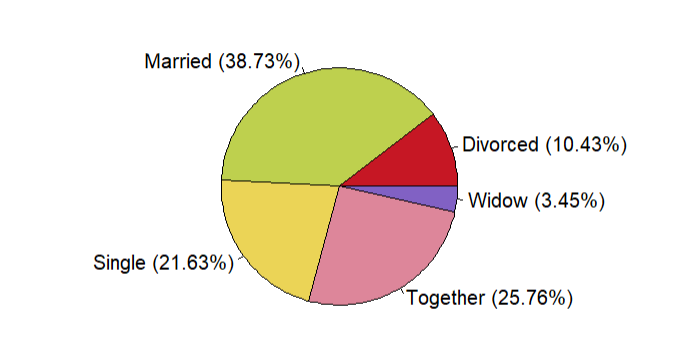 Married (38.73%)
Divorced (10.43%)
Widow (3.45%)
Single (21.63%)
Together (25.76%)